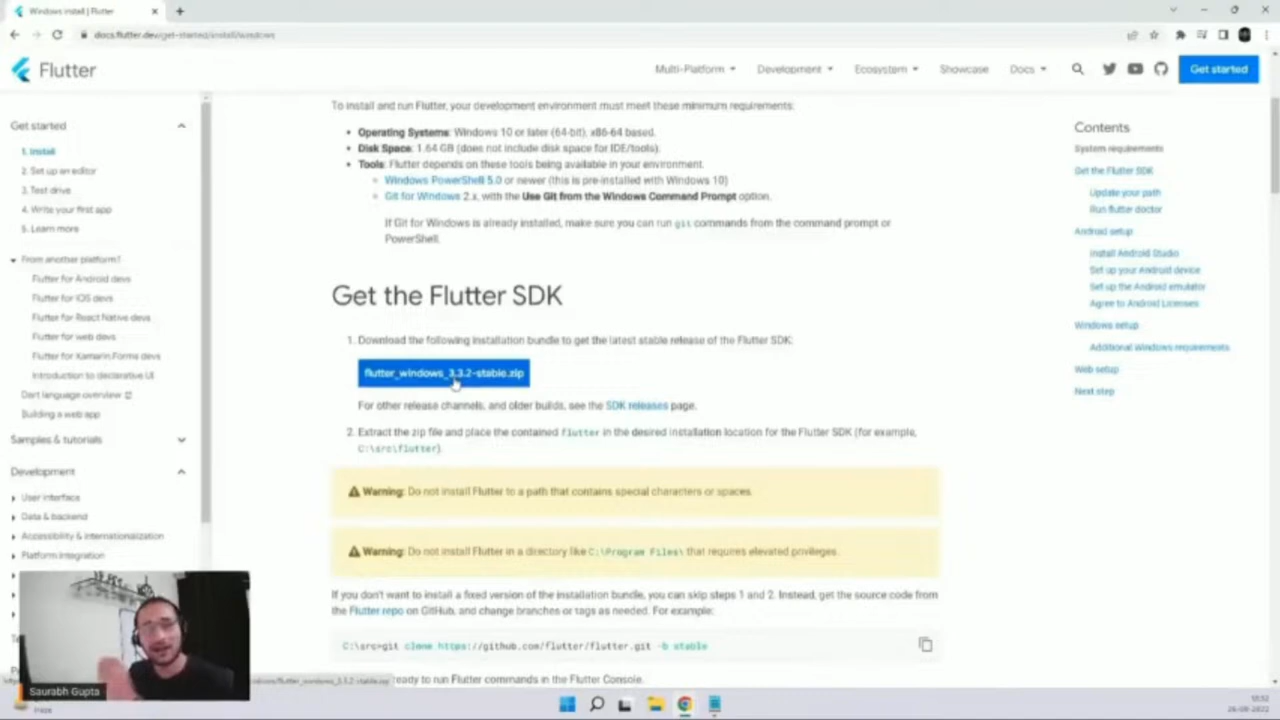 Windows install | Flutter
docs.flutter.dev/get-started/install/windows
Flutter
Multi-Platform
Development
Ecosystem
Showcase
Docs
Get started
Get started
1. Install
2. Set up an editor
3. Test drive
4. Write your first app
5. Learn more
From another platform?
Flutter for Android devs
Flutter for iOS devs
Flutter for React Native devs
Flutter for web devs
Flutter for Xamarin.Forms devs
Introduction to declarative UI
Dart language overview
Building a web app
Samples & tutorials
Development
User interface
Data & backend
Accessibility & internationalization
Platform integration
To install and run Flutter, your development environment must meet these minimum requirements:
Operating Systems: Windows 10 or later (64-bit), x86-64 based.
Disk Space: 1.64 GB (does not include disk space for IDE/tools).
Tools: Flutter depends on these tools being available in your environment.
Windows PowerShell 5.0 or newer (this is pre-installed with Windows 10)
Git for Windows 2.x, with the Use Git from the Windows Command Prompt option.
If Git for Windows is already installed, make sure you can run git commands from the command prompt or
PowerShell.
Get the Flutter SDK
1. Download the following installation bundle to get the latest stable release of the Flutter SDK:
flutter_windows_3.3.2-stable.zip
For other release channels, and older builds, see the SDK releases page.
2. Extract the zip file and place the contained flutter in the desired installation location for the Flutter SDK (for example,
C:\src\flutter).
Warning: Do not install Flutter to a path that contains special characters or spaces.
Warning: Do not install Flutter in a directory like C:\Program Files\ that requires elevated privileges.
If you don't want to install a fixed version of the installation bundle, you can skip steps 1 and 2. Instead, get the source code from
the Flutter repo on GitHub, and change branches or tags as needed. For example:
C:\src>git clone https://github.com/flutter/flutter.git -b stable
ready to run Flutter commands in the Flutter Console.
Contents
System requirements
Get the Flutter SDK
Update your path
Run flutter doctor
Android setup
Install Android Studio
Set up your Android device
Set up the Android emulator
Agree to Android Licenses
Windows setup
Additional Windows requirements
Web setup
Next step
Saurabh Gupta
Haze
26-09-2022